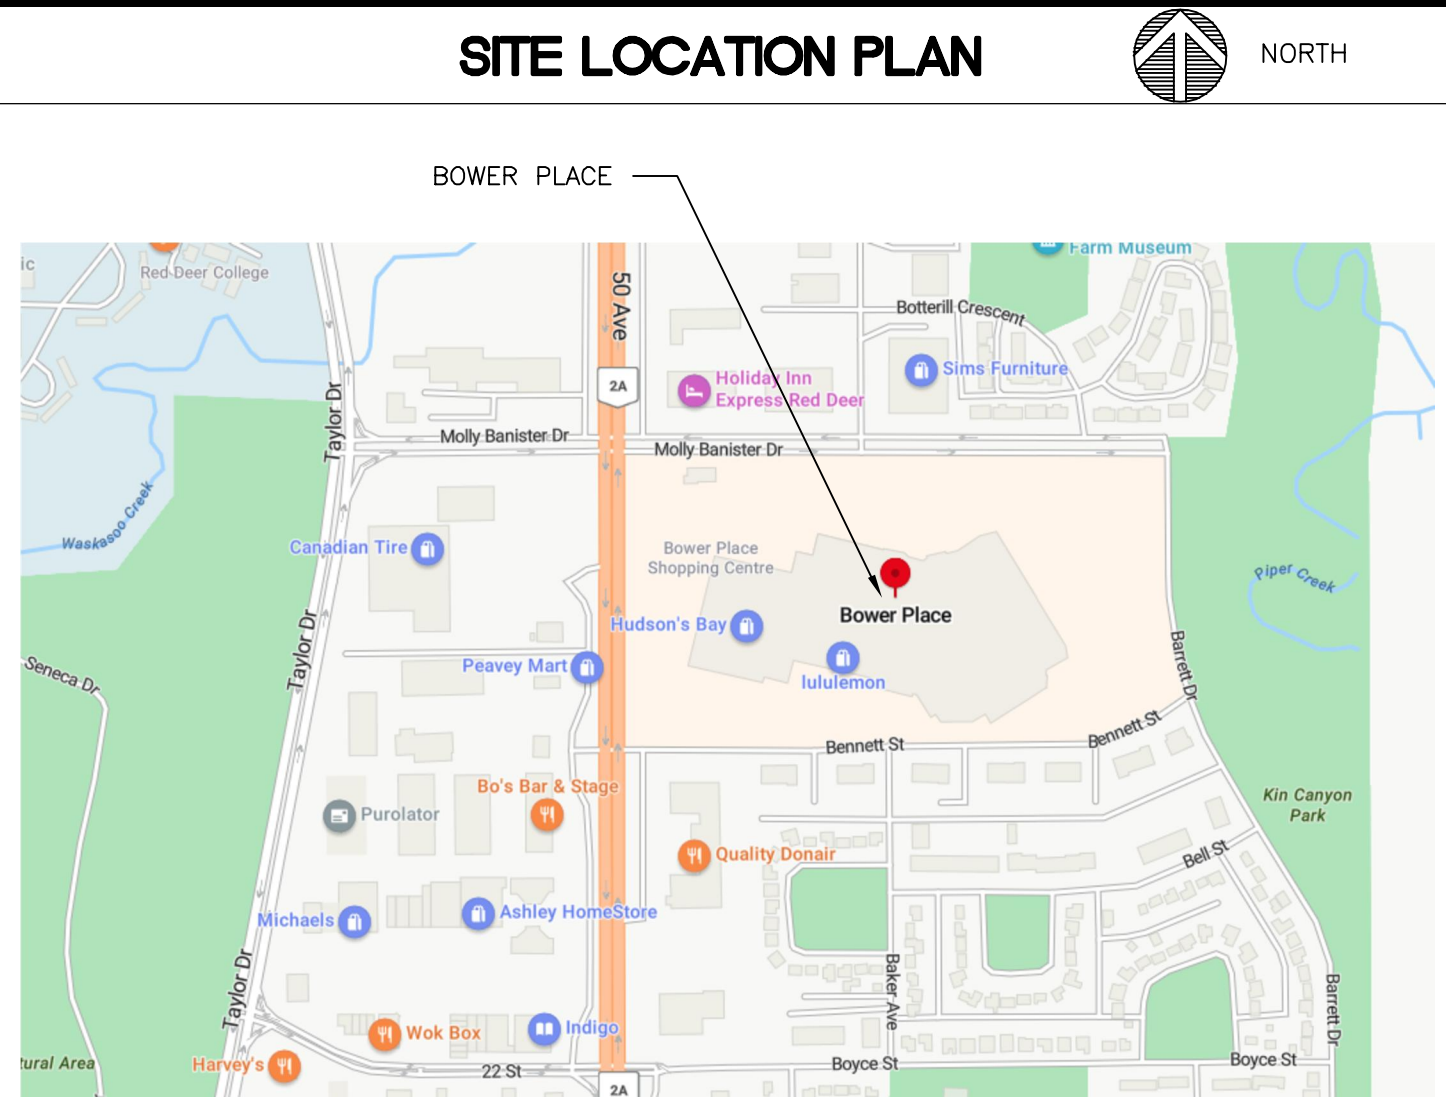 SITE LOCATION PLAN
NORTH
BOWER PLACE
Farm Museum
ic
Red Deer College
50 Ave
Botterill Crescent
Sims Furniture
2A
Holiday Inn
Express Red Deer
Taylor Dr
Molly Banister Dr
Molly Banister Dr
Waskasoo Creek
Canadian Tire
Bower Place
Shopping Centre
Piper Creek
Bower Place
Hudson's Bay
Taylor Dr
Peavey Mart
lululemon
Barrett Dr
Seneca Dr
Bennett St
Bennett St
Bo's Bar & Stage
Purolator
Kin Canyon
Park
Quality Donair
Bell St
Michaels
Ashley HomeStore
Taylor Dr
Baker Ave
Barrett Dr
Wok Box
Indigo
tural Area
Harvey's
22 St
Boyce St
Boyce St
2A